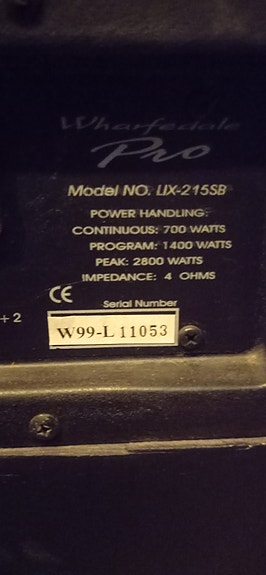 Wharfedale
Pro
Model NO. LIX-215SB
POWER HANDLING:
CONTINUOUS: 700 WATTS
PROGRAM: 1400 WATTS
PEAK: 2800 WATTS
IMPEDANCE: 4 OHMS
CE
Serial Number
+2
W99-L 11053